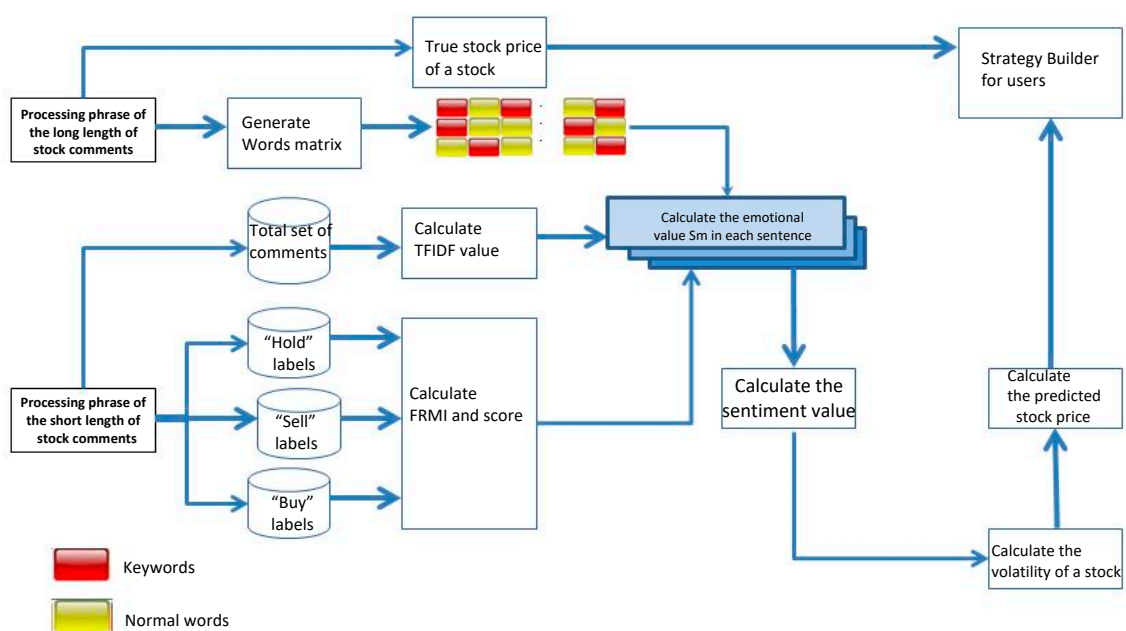 True stock price
of a stock
Strategy Builder
for users
Processing phrase of
the long length of
stock comments
Generate
Words matrix
Calculate the emotional
value Sm in each sentence
Total set of
comments
Calculate
TFIDF value
“Hold”
labels
Calculate
FRMI and score
Processing phrase of
the short length of
stock comments
“Sell”
labels
“Buy”
labels
Calculate the
sentiment value
Calculate
the predicted
stock price
Calculate the
volatility of a stock
Keywords
Normal words